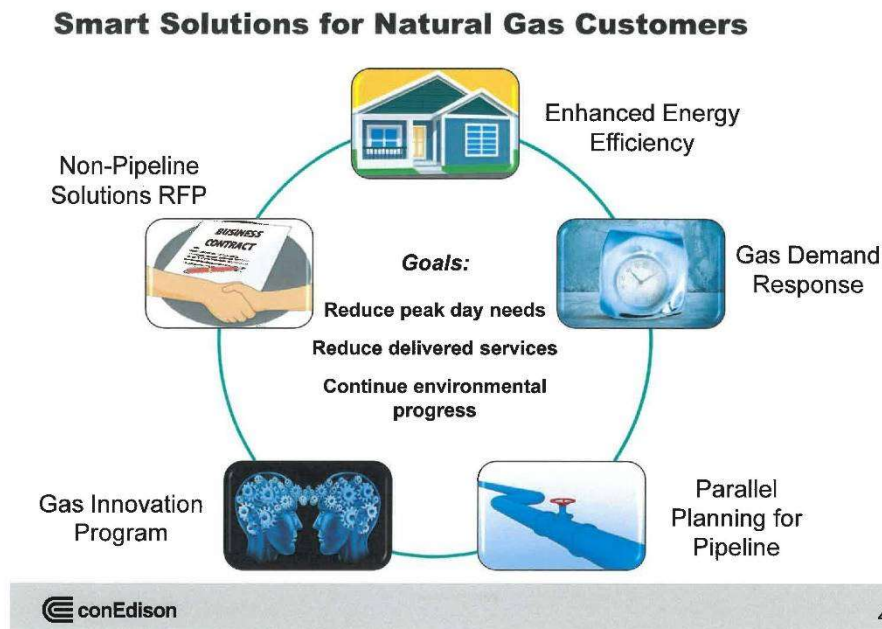 Smart Solutions for Natural Gas Customers
Enhanced Energy
Efficiency
Non-Pipeline
Solutions RFP
BUSINESS
CONTRACT
Gas Demand
Response
Goals:
Reduce peak day needs
Reduce delivered services
Continue environmental
progress
Gas Innovation
Program
Parallel
Planning for
Pipeline
conEdison